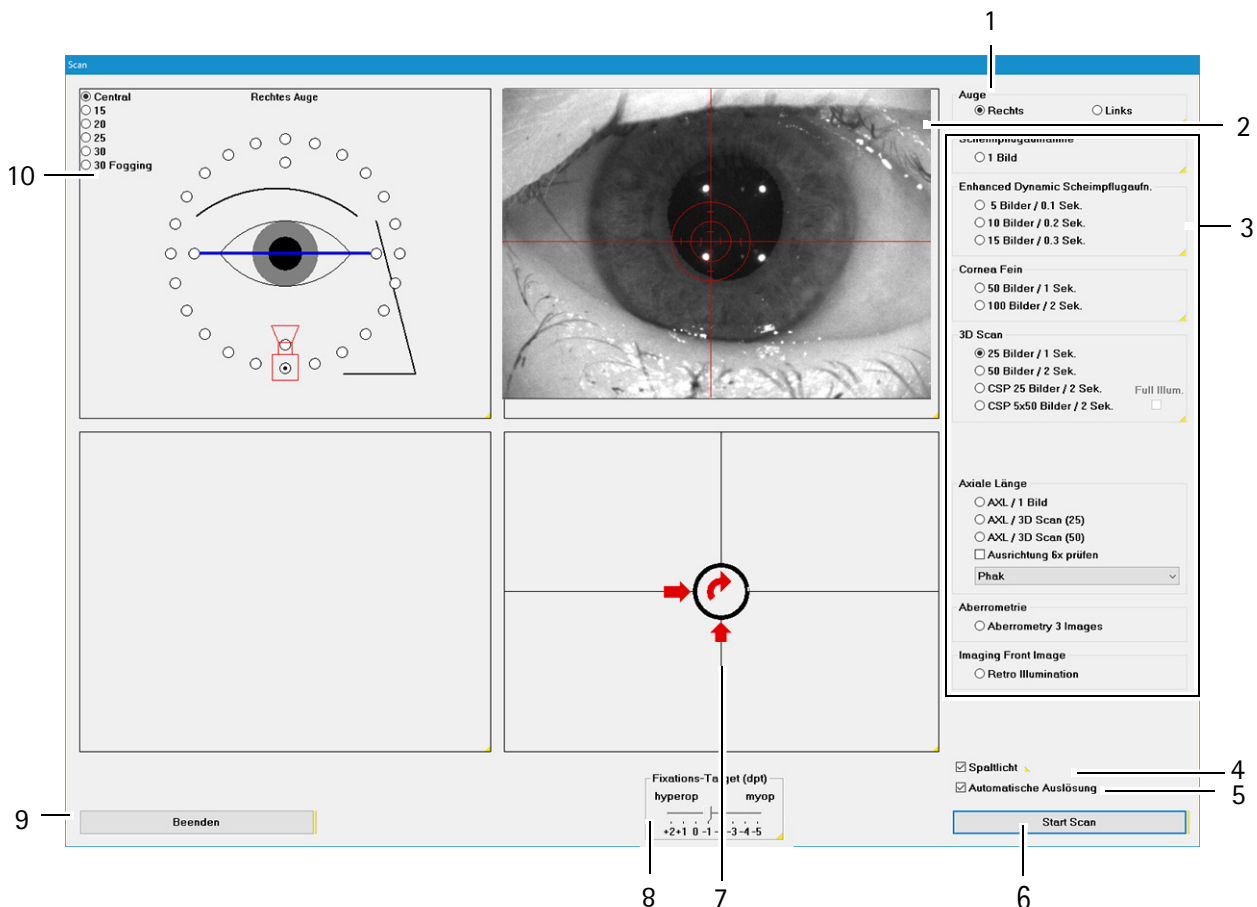 1
Scan
Central
15
20
25
30
30 Fogging
Rechtes Auge
10
Auge
Rechts Links
2
1 Bild
Enhanced Dynamic Scheimpflugaufn.
5 Bilder / 0.1 Sek.
10 Bilder / 0.2 Sek.
15 Bilder / 0.3 Sek.
3
Cornea Fein
50 Bilder / 1 Sek.
100 Bilder / 2 Sek.
3D Scan
25 Bilder / 1 Sek.
50 Bilder / 2 Sek.
CSP 25 Bilder / 2 Sek. Full Illum.
CSP 5x50 Bilder / 2 Sek.
Axiale Länge
AXL / 1 Bild
AXL / 3D Scan (25)
AXL / 3D Scan (50)
Ausrichtung 6x prüfen
Phak
Aberrometrie
Aberrometry 3 Images
Imaging Front Image
Retro Illumination
Spaltlicht
4
Automatische Auslösung
5
Fixations-Target (dpt)
hyperop myop
+2 +1 0 -1 - -3 -4 -5
9
Beenden
Start Scan
8
7
6